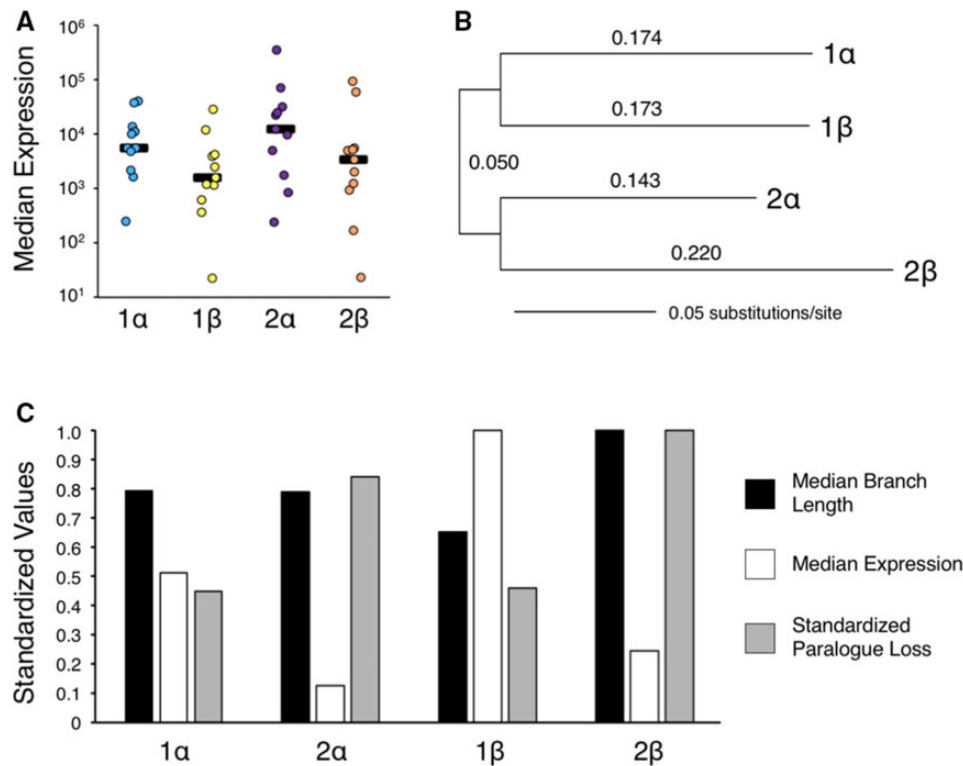 A
Median Expression
10⁶
10⁵
10⁴
10³
10²
10¹
1α 1β 2α 2β
B
0.174
1α
0.173
1β
0.050
0.143
2α
0.220
2β
0.05 substitutions/site
C
Standardized Values
1.0
0.9
0.8
0.7
0.6
0.5
0.4
0.3
0.2
0.1
0
1α 2α 1β 2β
Median Branch
Length
Median Expression
Standardized
Paralogue Loss